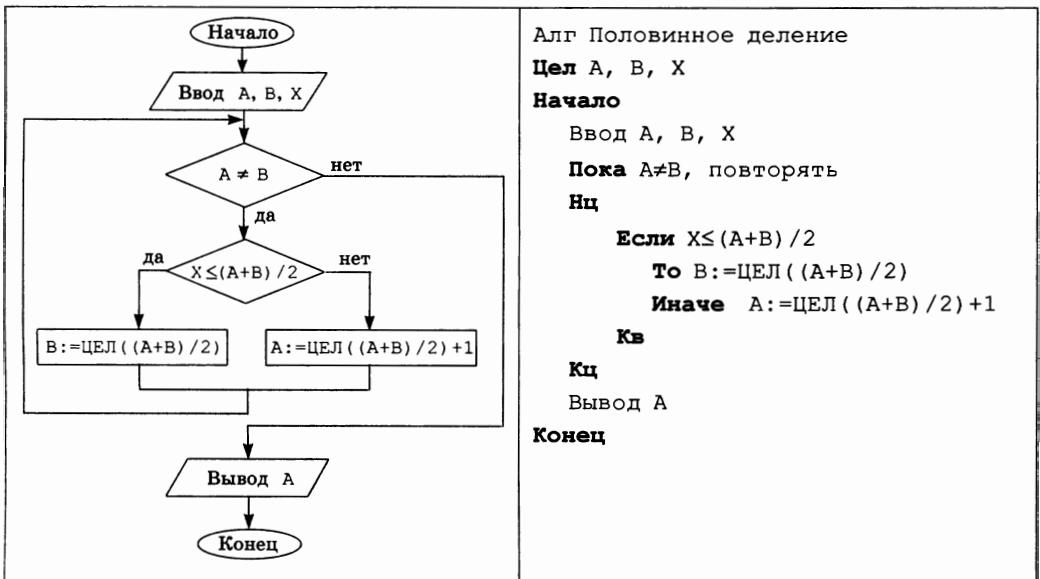 Начало
Ввод A, B, X
A ≠ B
нет
да
X≤(A+B)/2
да
нет
B:=ЦЕЛ((A+B)/2)
A:=ЦЕЛ((A+B)/2)+1
Вывод A
Конец
Алг Половинное деление
Цел A, B, X
Начало
Ввод A, B, X
Пока A≠B, повторять
Нц
Если X≤(A+B)/2
То B:=ЦЕЛ((A+B)/2)
Иначе A:=ЦЕЛ((A+B)/2)+1
Кв
Кц
Вывод A
Конец